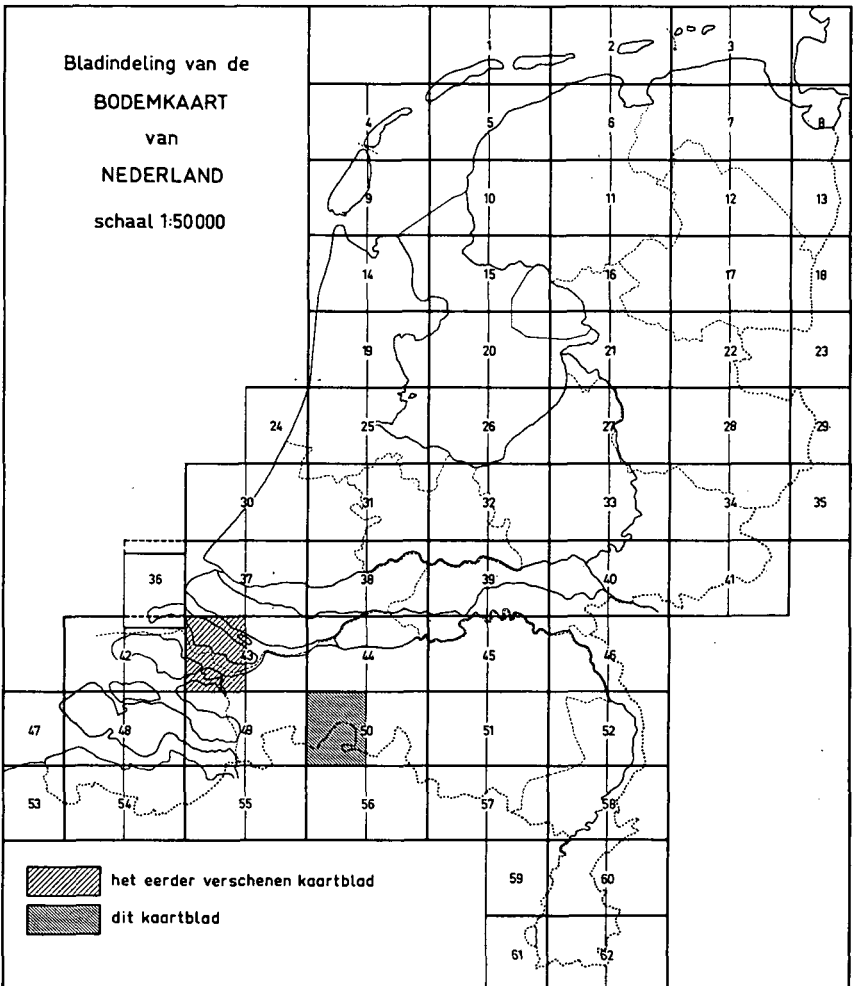 Bladindeling van de
BODEMKAART
van
NEDERLAND
schaal 1:50000
1 2 3
4 5 6 7 8
9 10 11 12 13
14 15 16 17 18
19 20 21 22 23
24 25 26 27 28 29
30 31 32 33 34 35
36 37 38 39 40 41
42 43 44 45 46
47 48 49 50 51 52
53 54 55 56 57 58
59 60
61 62
het eerder verschenen kaartblad
dit kaartblad